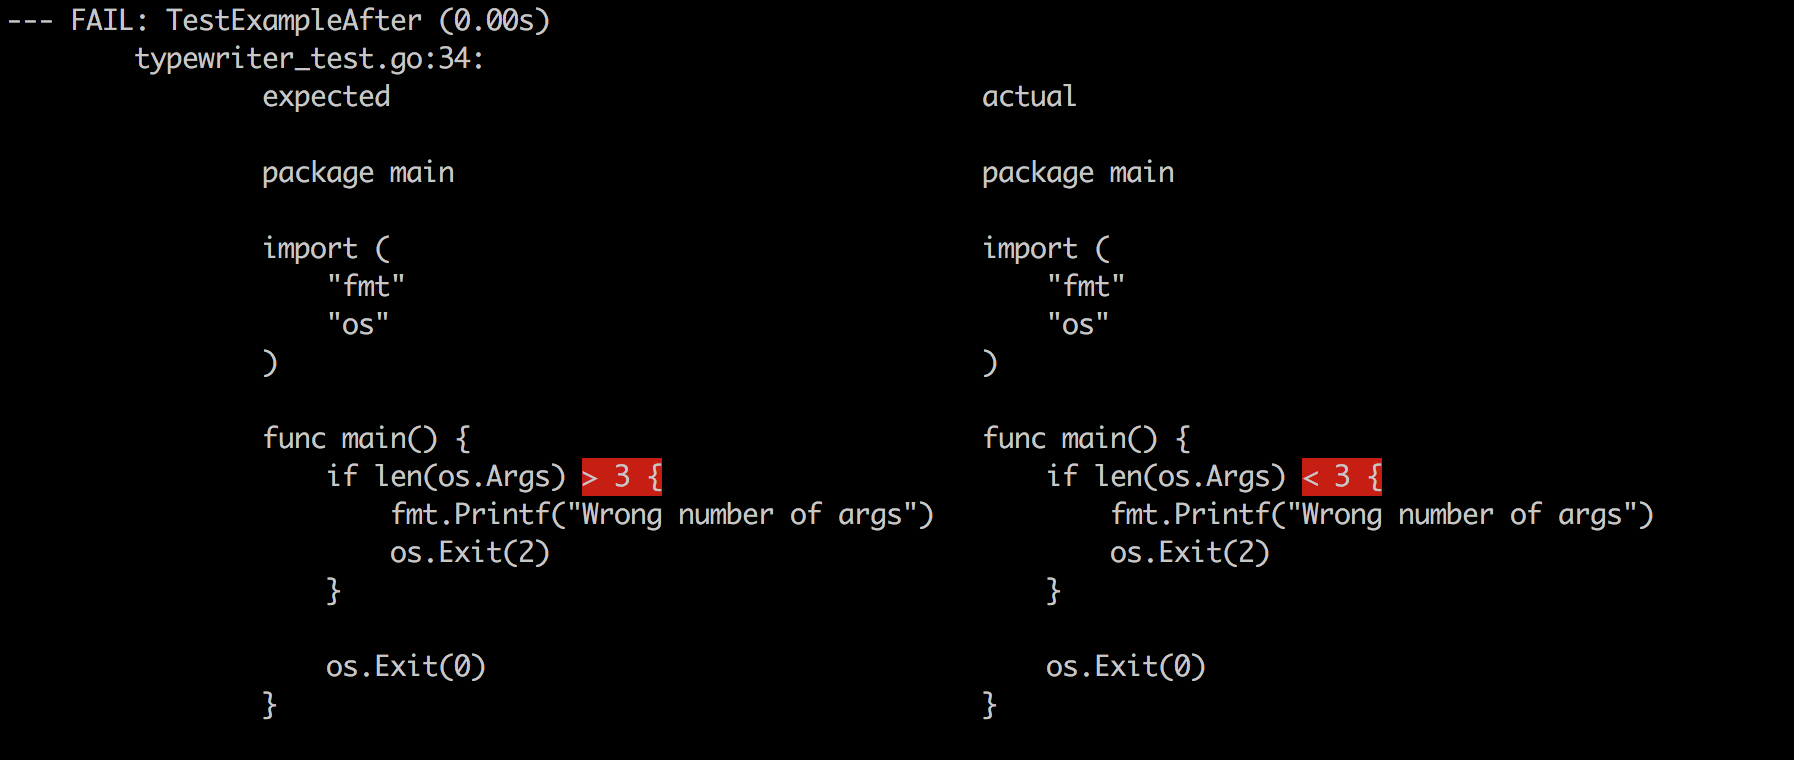 --- FAIL: TestExampleAfter (0.00s)
        typewriter_test.go:34:
                expected                                     actual

                package main                                 package main

                import (                                     import (
                    "fmt"                                        "fmt"
                    "os"                                         "os"
                )                                            )

                func main() {                                func main() {
                    if len(os.Args) > 3 {                        if len(os.Args) < 3 {
                        fmt.Printf("Wrong number of args")           fmt.Printf("Wrong number of args")
                        os.Exit(2)                                   os.Exit(2)
                    }                                            }

                    os.Exit(0)                                   os.Exit(0)
                }                                            }